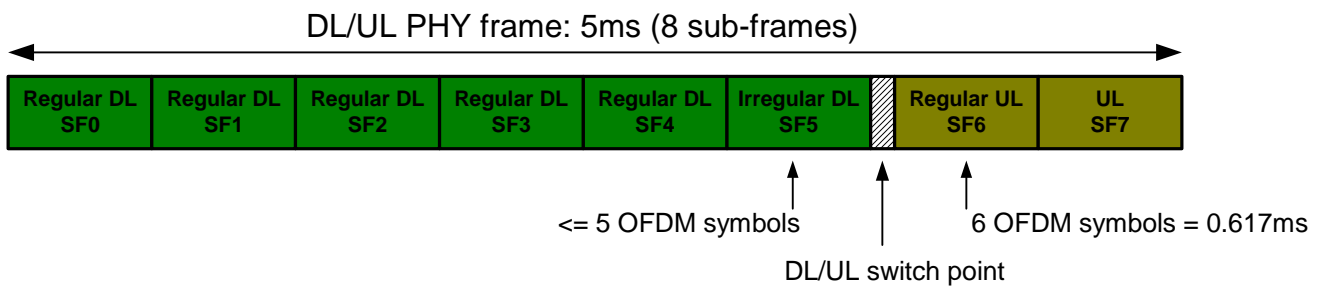 DL/UL PHY frame: 5ms (8 sub-frames)
Regular DL
SF0
Regular DL
SF1
Regular DL
SF2
Regular DL
SF3
Regular DL
SF4
Irregular DL
SF5
Regular UL
SF6
UL
SF7
<= 5 OFDM symbols
6 OFDM symbols = 0.617ms
DL/UL switch point